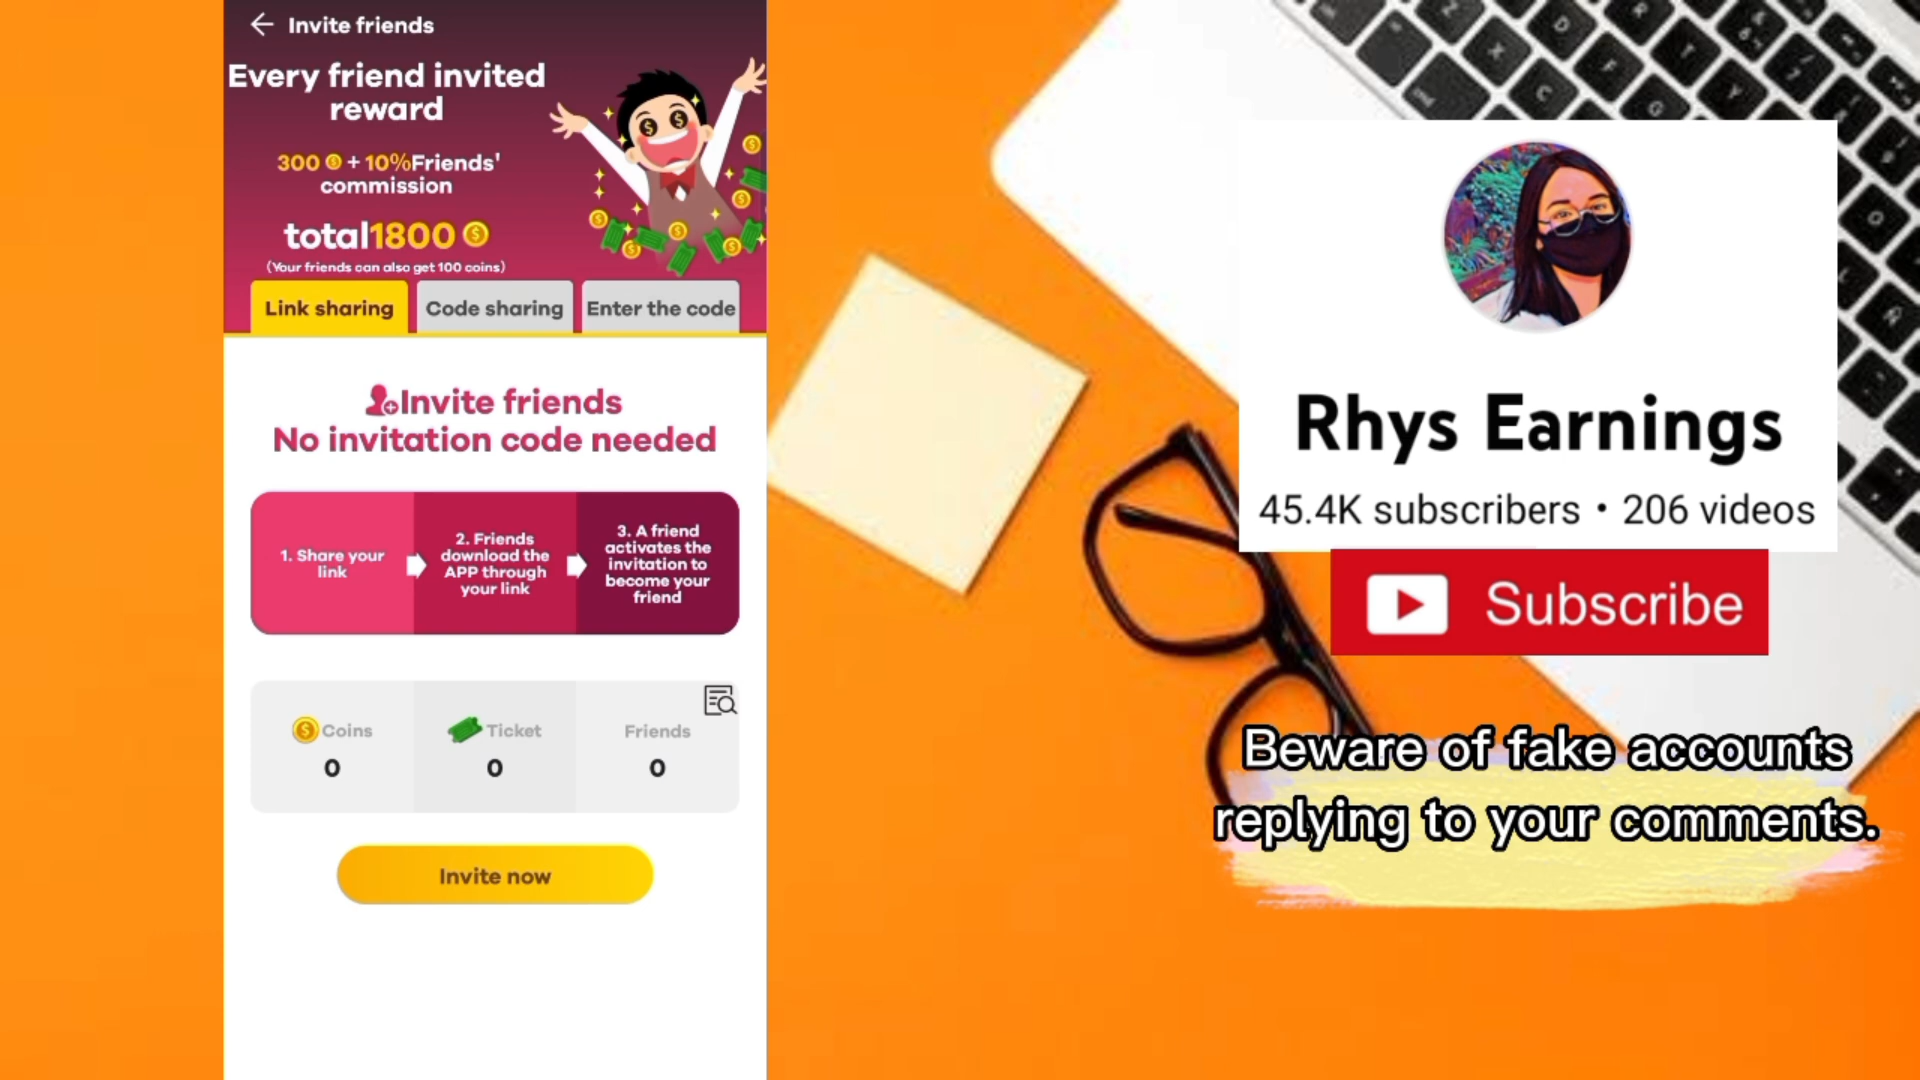 Invite friends
Every friend invited
reward
300 + 10%Friends'
commission
total1800
(Your friends can also get 100 coins)
Link sharing
Code sharing
Enter the code
Invite friends
No invitation code needed
1. Share your
link
2. Friends
download the
APP through
your link
3. A friend
activates the
invitation to
become your
friend
Coins
0
Ticket
0
Friends
0
Invite now
Rhys Earnings
45.4K subscribers • 206 videos
Subscribe
Beware of fake accounts
replying to your comments.